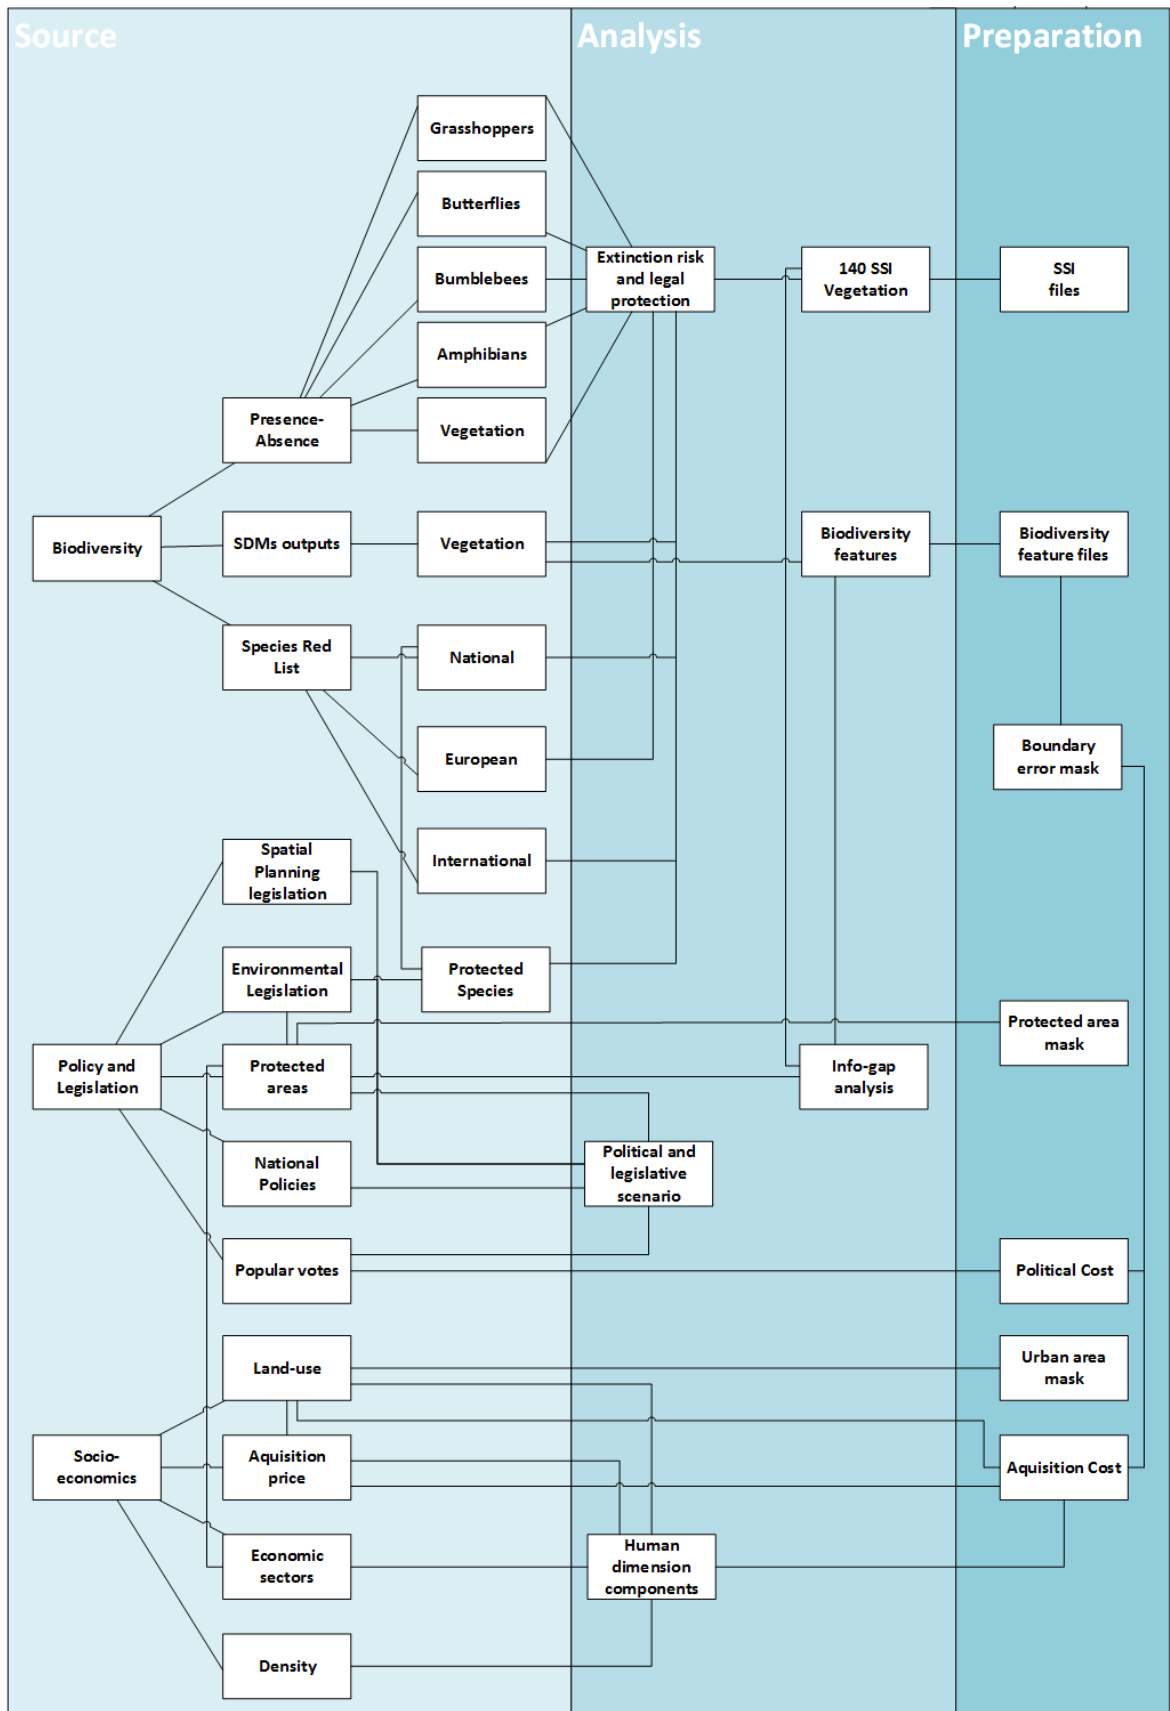 Source
Analysis
Preparation
Grasshoppers
Butterflies
Bumblebees
Amphibians
Vegetation
Presence-
Absence
Extinction risk
and legal
protection
140 SSI
Vegetation
SSI
files
Biodiversity
SDMs outputs
Vegetation
Biodiversity
features
Biodiversity
feature files
Species Red
List
National
European
International
Boundary
error mask
Spatial
Planning
legislation
Environmental
Legislation
Protected
Species
Policy and
Legislation
Protected
areas
Info-gap
analysis
Protected area
mask
National
Policies
Political and
legislative
scenario
Popular votes
Political Cost
Land-use
Urban area
mask
Socio-
economics
Aquisition
price
Aquisition Cost
Economic
sectors
Human
dimension
components
Density